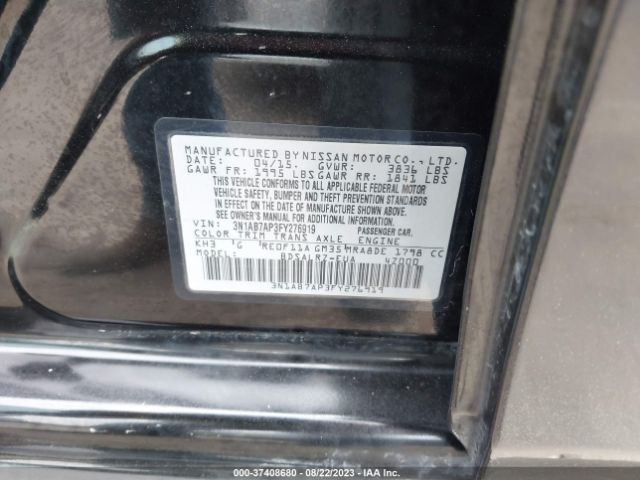 MANUFACTURED BY NISSAN MOTOR CO., LTD.
DATE: 04/15. GVWR: 3836 LBS
GAWR FR: 1995 LBS GAWR RR: 1841 LBS
THIS VEHICLE CONFORMS TO ALL APPLICABLE FEDERAL MOTOR
VEHICLE SAFETY, BUMPER AND THEFT PREVENTION STANDARDS
IN EFFECT ON THE DATE OF MANUFACTURE SHOWN ABOVE.
SEE OWNER'S MANUAL FOR ADDITIONAL INFORMATION.
VIN: 3N1AB7AP3FY276919 PASSENGER CAR.
COLOR TRIM TRANS AXLE ENGINE
KH3 G RE0F11A GM35 MRA8DE 1798 CC
MODEL: BDSALRZ-EUA 42000
3N1AB7AP3FY276919
000-37408680 - 08/22/2023 - IAA Inc.